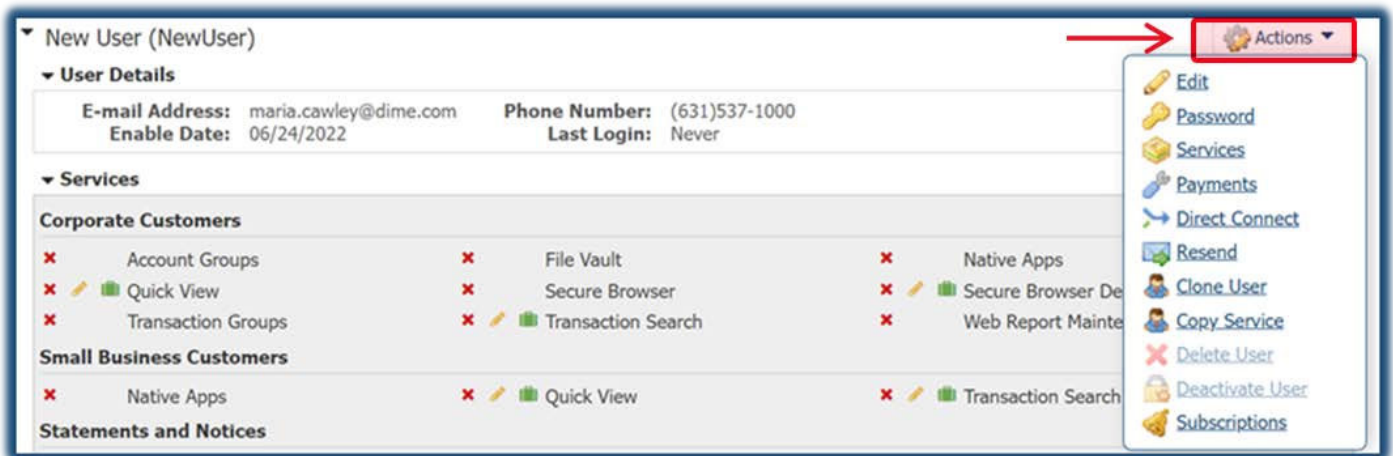 New User (NewUser)
Actions
User Details
E-mail Address: maria.cawley@dime.com Phone Number: (631)537-1000
Enable Date: 06/24/2022 Last Login: Never
Services
Corporate Customers
Account Groups File Vault Native Apps
Quick View Secure Browser Secure Browser De
Transaction Groups Transaction Search Web Report Mainte
Small Business Customers
Native Apps Quick View Transaction Search
Statements and Notices
Edit
Password
Services
Payments
Direct Connect
Resend
Clone User
Copy Service
Delete User
Deactivate User
Subscriptions